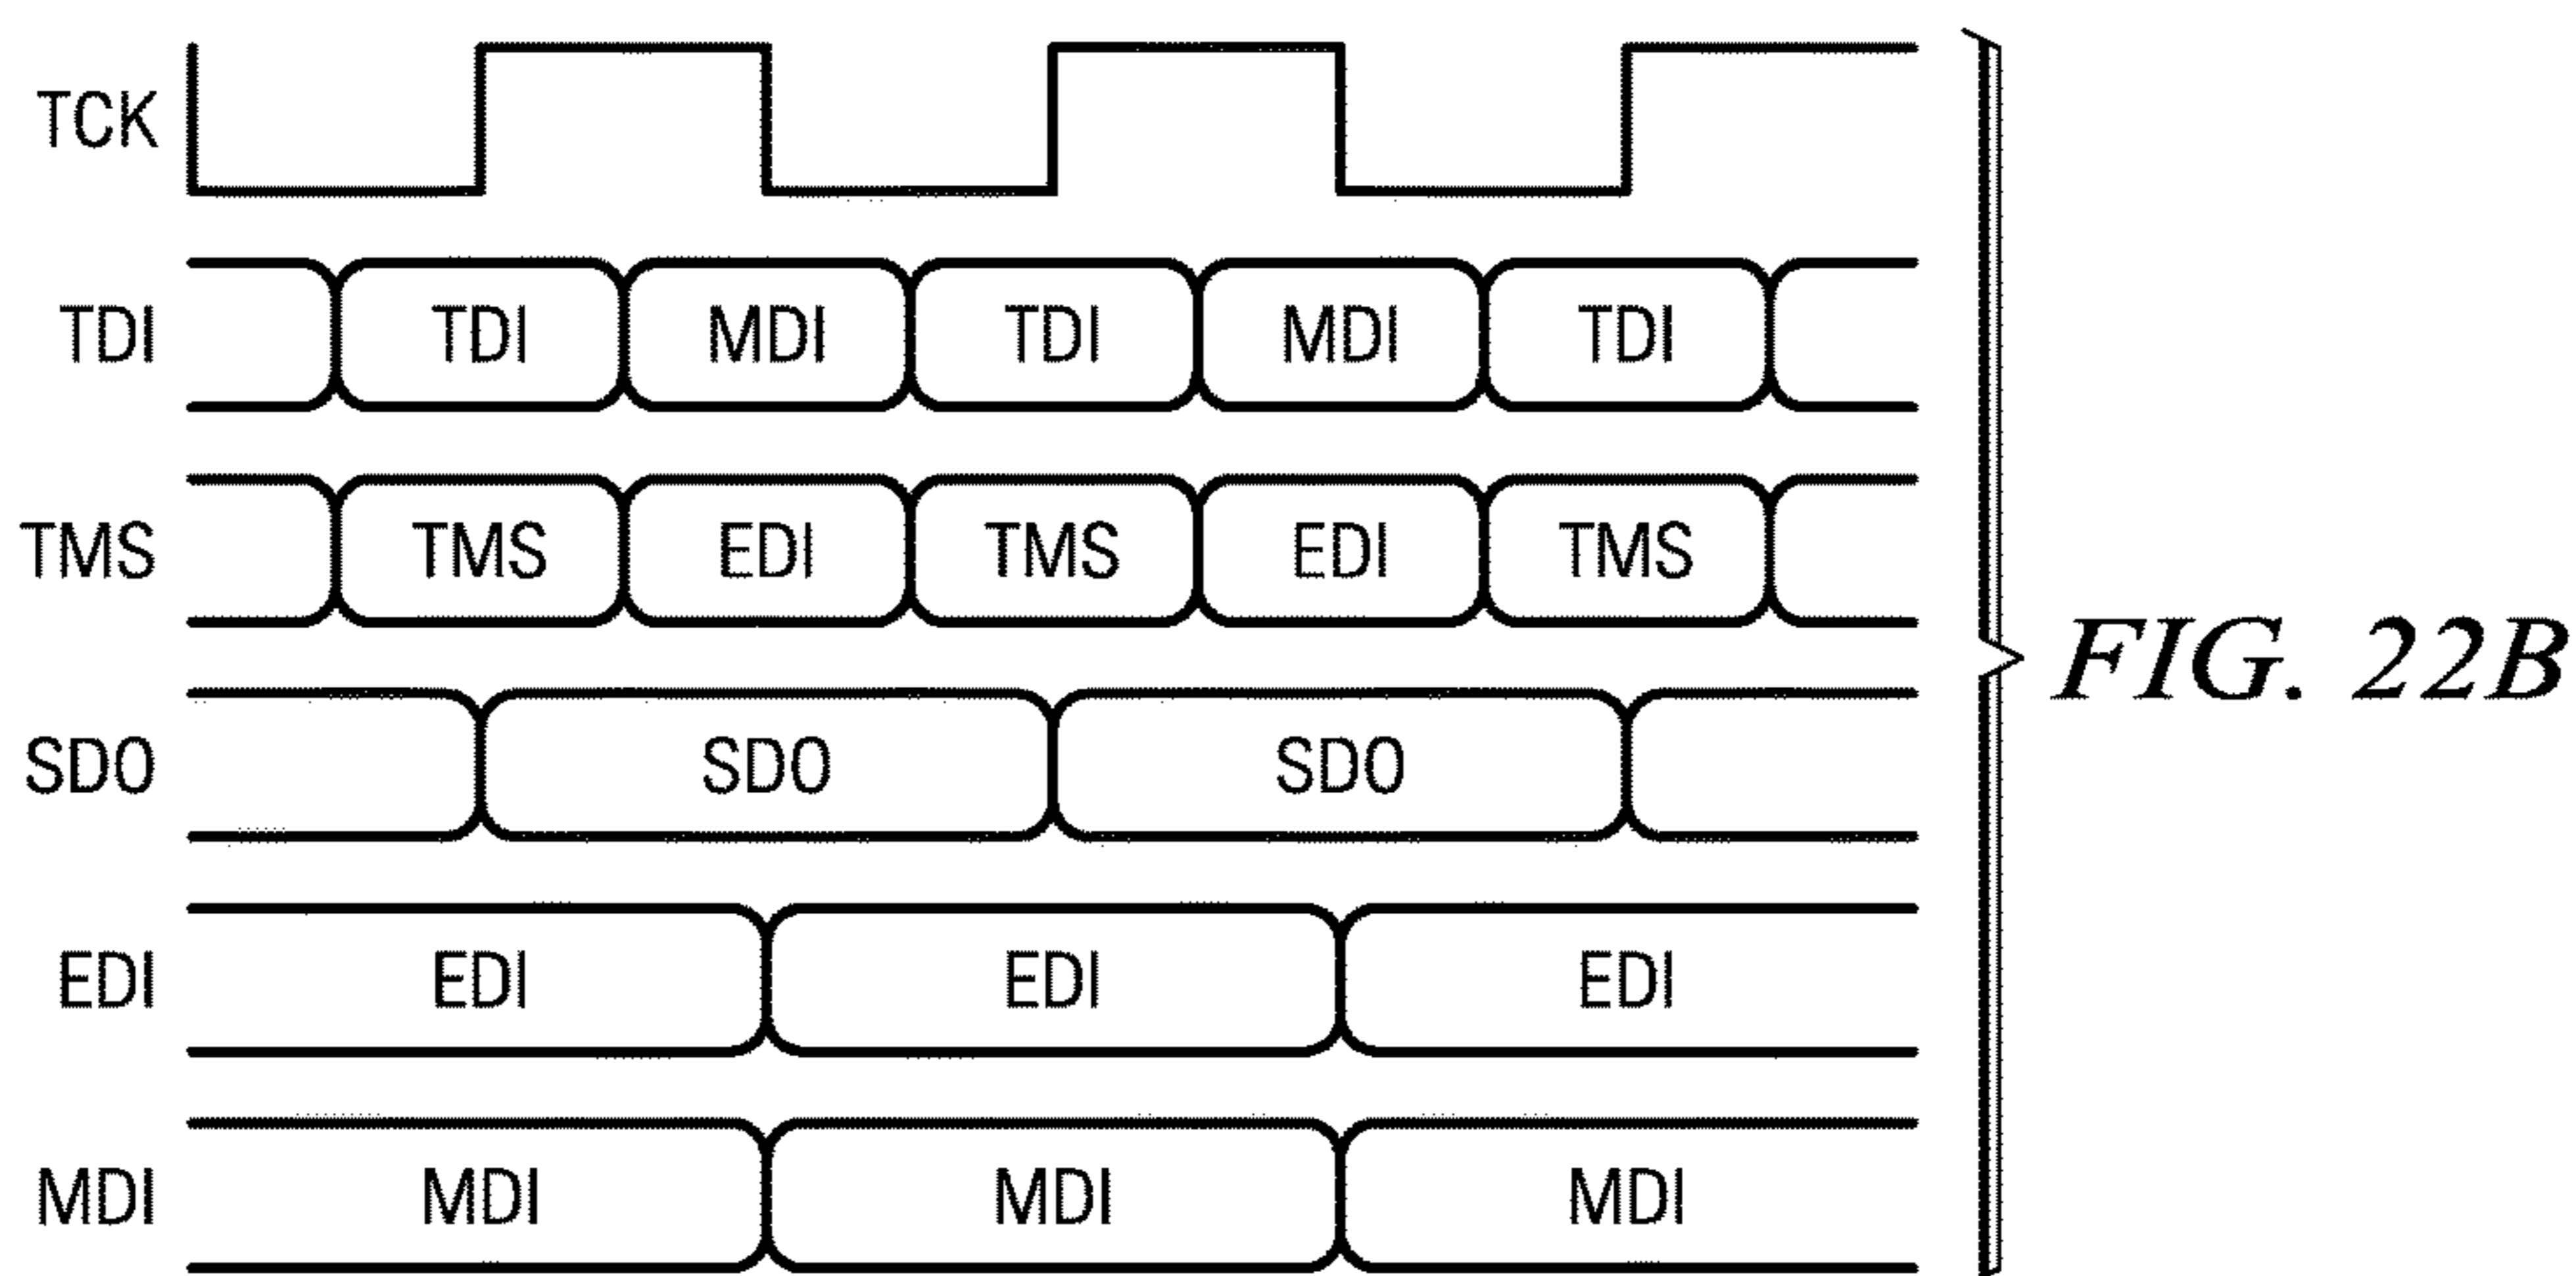 TCK
TDI TDI MDI TDI MDI TDI
TMS TMS EDI TMS EDI TMS
SDO SDO SDO
EDI EDI EDI EDI
MDI MDI MDI MDI
FIG. 22B